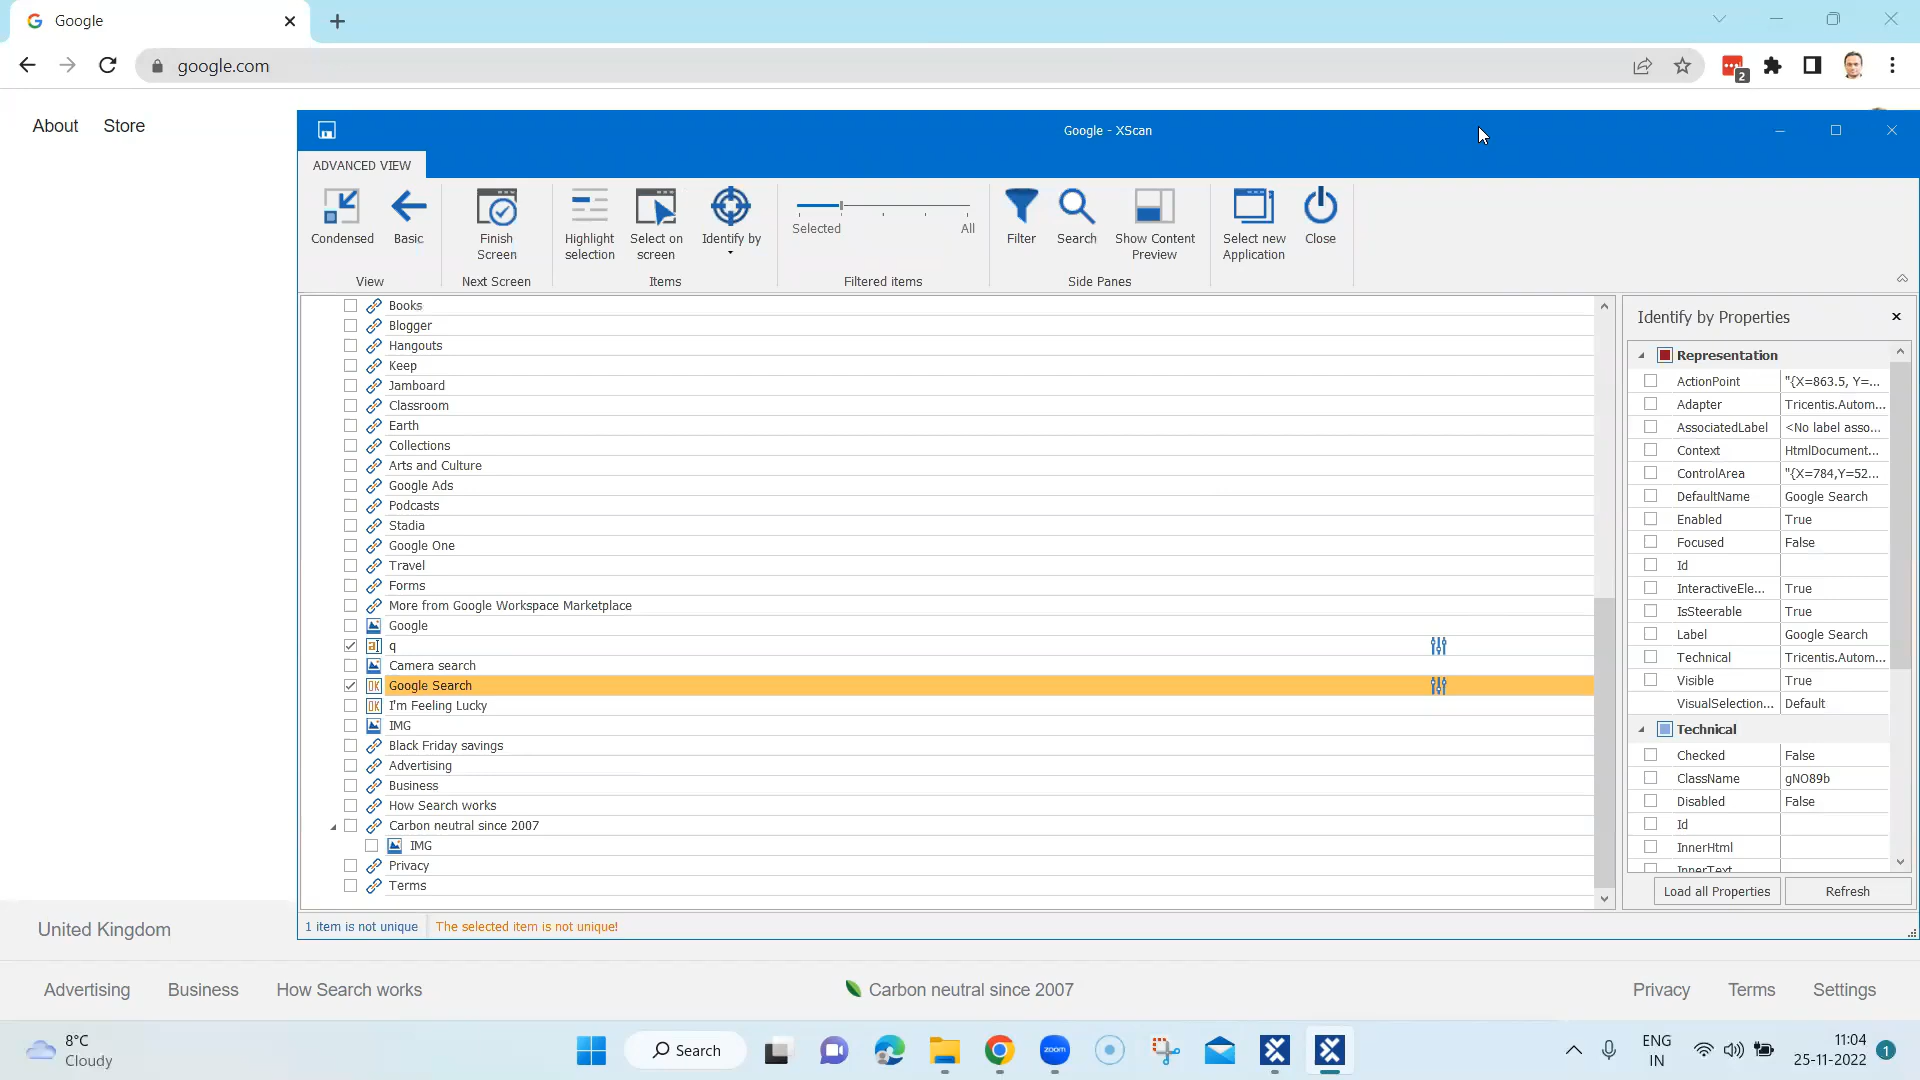 Google
google.com
2
About Store
Google - XScan
ADVANCED VIEW
Condensed
Basic
Finish
Screen
Highlight
selection
Select on
screen
Identify by
Selected
All
Filter
Search
Show Content
Preview
Select new
Application
Close
View
Next Screen
Items
Filtered items
Side Panes
Books
Blogger
Hangouts
Keep
Jamboard
Classroom
Earth
Collections
Arts and Culture
Google Ads
Podcasts
Stadia
Google One
Travel
Forms
More from Google Workspace Marketplace
Google
q
Camera search
Google Search
I'm Feeling Lucky
IMG
Black Friday savings
Advertising
Business
How Search works
Carbon neutral since 2007
IMG
Privacy
Terms
1 item is not unique The selected item is not unique!
Identify by Properties
Representation
ActionPoint "{X=863.5, Y=...
Adapter Tricentis.Autom...
AssociatedLabel <No label asso...
Context HtmlDocument...
ControlArea "{X=784,Y=52...
DefaultName Google Search
Enabled True
Focused False
Id
InteractiveEle... True
IsSteerable True
Label Google Search
Technical Tricentis.Autom...
Visible True
VisualSelection... Default
Technical
Checked False
ClassName gNO89b
Disabled False
Id
InnerHtml
InnerText
Load all Properties Refresh
United Kingdom
Advertising Business How Search works Carbon neutral since 2007 Privacy Terms Settings
8°C
Cloudy
Search
zoom
ENG
IN
11:04
25-11-2022
1